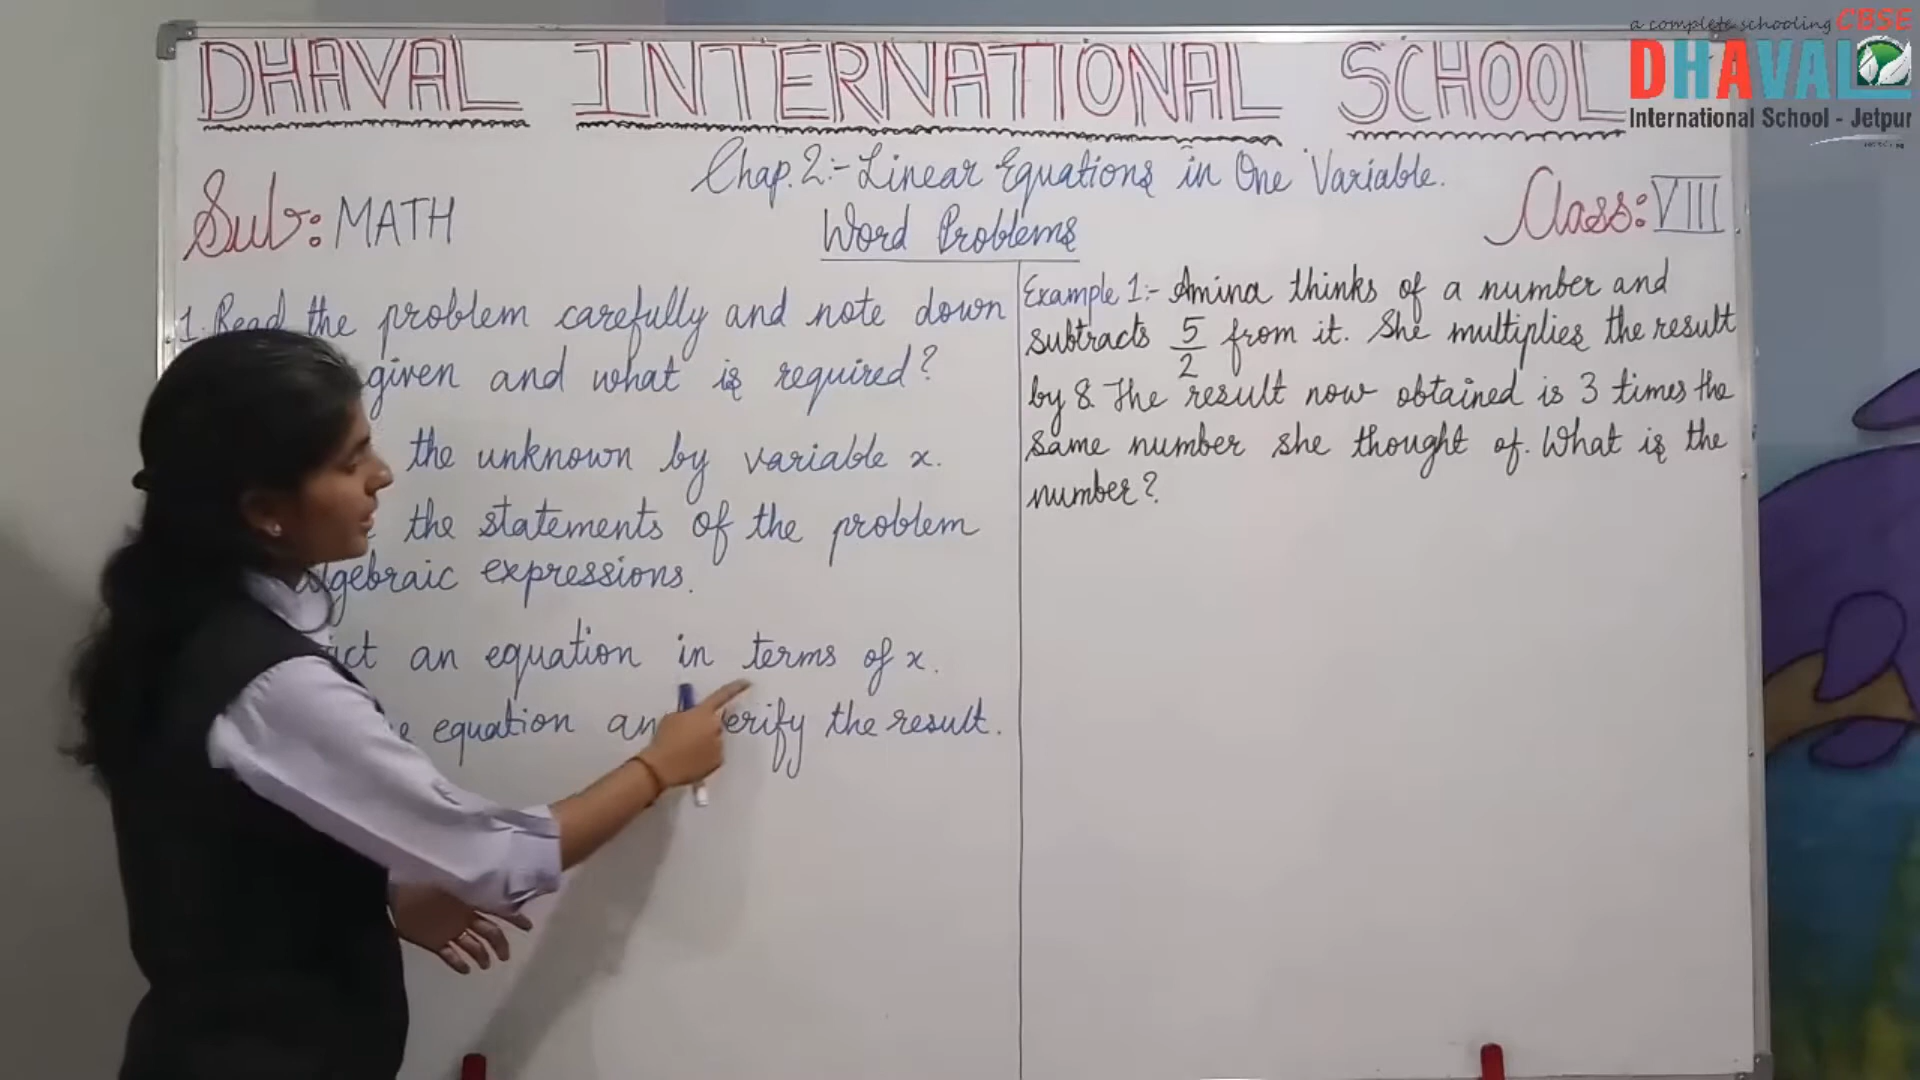 DHAVAL INTERNATIONAL SCHOOL
a complete schooling CBSE
DHAVAL
International School - Jetpur
Chap. 2:- Linear Equations in One Variable.
Sub: MATH
Word Problems
Class: VIII
1. Read the problem carefully and note down
given and what is required?
the unknown by variable x.
the statements of the problem
algebraic expressions.
an equation in terms of x.
equation and verify the result.
Example 1:- Amina thinks of a number and
subtracts 5/2 from it. She multiplies the result
by 8. The result now obtained is 3 times the
same number she thought of. What is the
number?